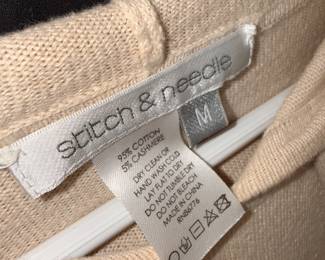 stitch & needle
M
95% COTTON
5% CASHMERE
DRY CLEAN OR
HAND WASH COLD
LAY FLAT TO DRY
DO NOT TUMBLE DRY
DO NOT BLEACH
MADE IN CHINA
RN86776